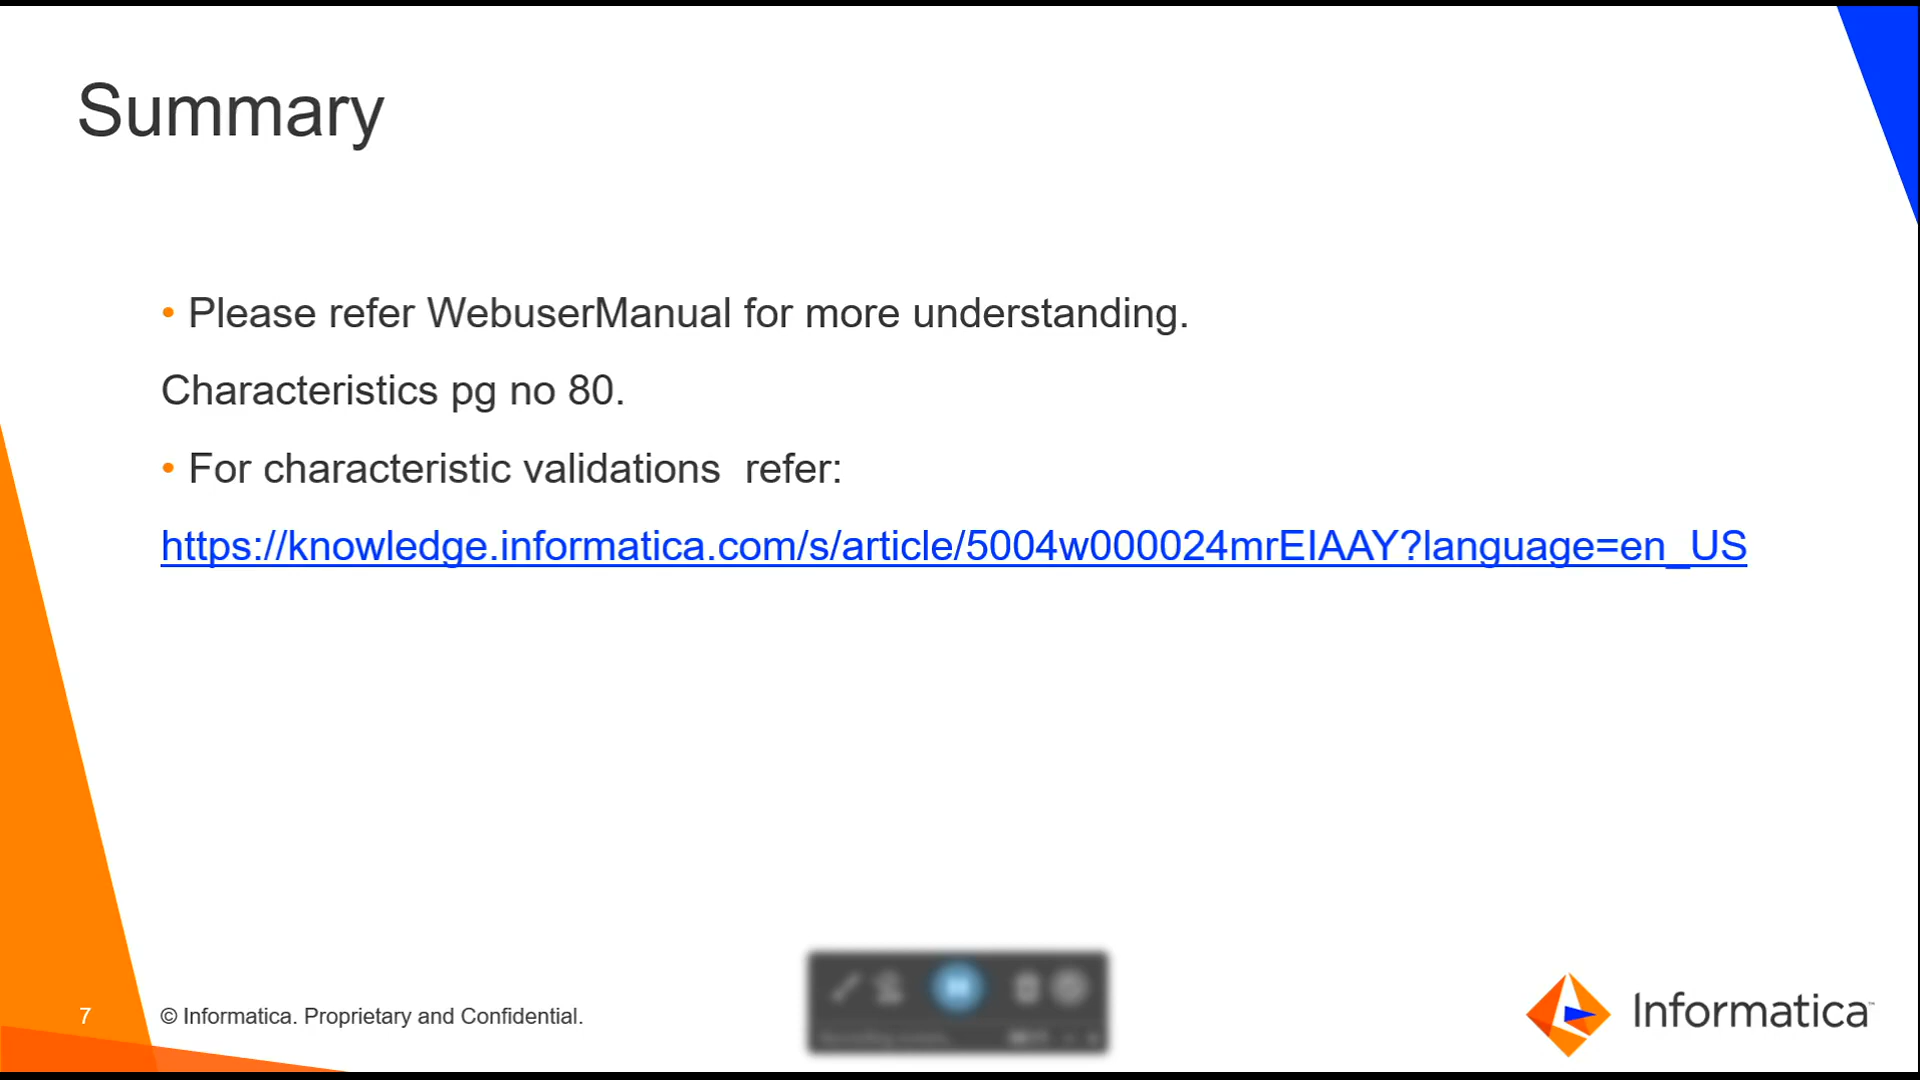 Summary
• Please refer WebuserManual for more understanding.
Characteristics pg no 80.
• For characteristic validations  refer:
https://knowledge.informatica.com/s/article/5004w000024mrEIAAY?language=en_US
7
© Informatica. Proprietary and Confidential.
Informatica™